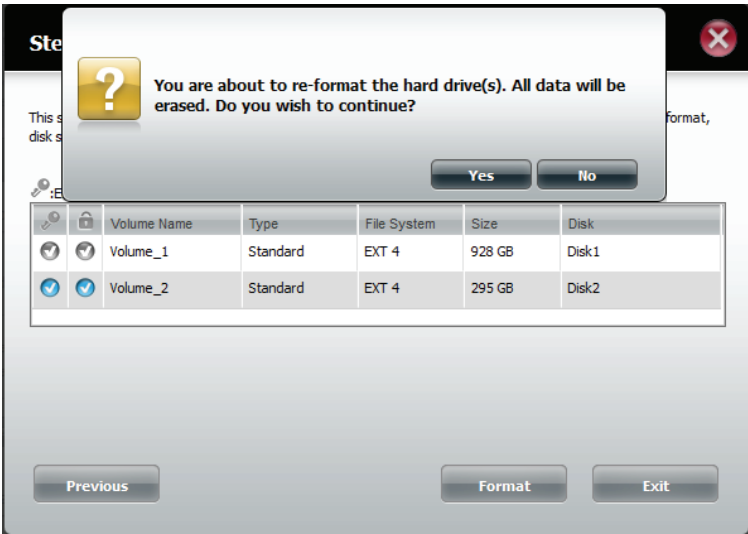 Ste
You are about to re-format the hard drive(s). All data will be
erased. Do you wish to continue?
This s
format,
disk s
Yes No
:E
Volume Name Type File System Size Disk
Volume_1 Standard EXT 4 928 GB Disk1
Volume_2 Standard EXT 4 295 GB Disk2
Previous Format Exit